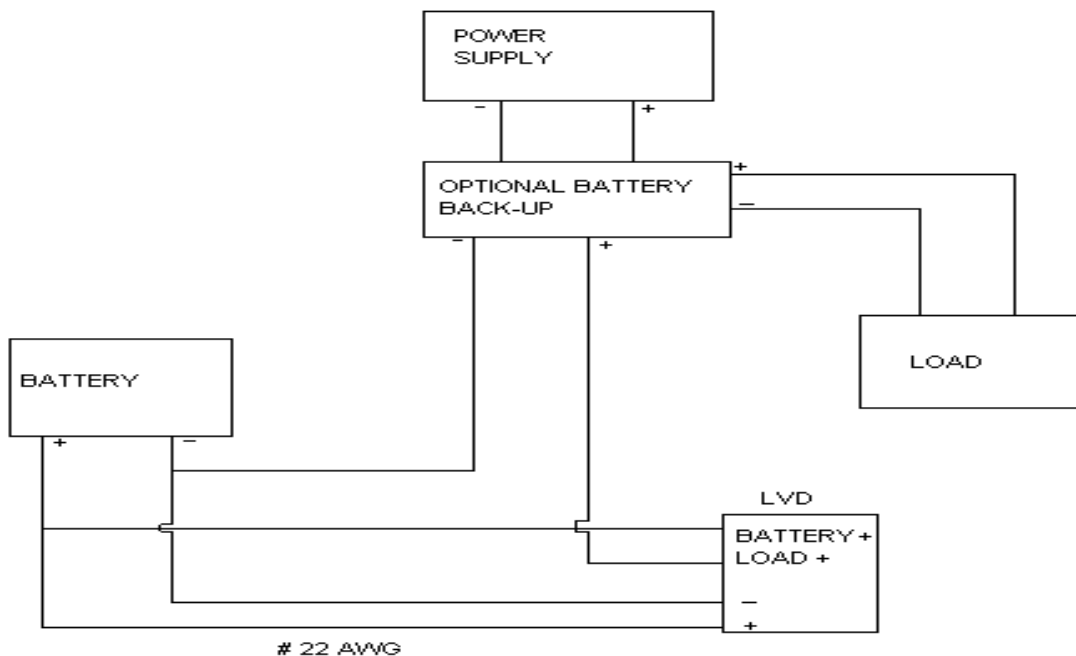 POWER
SUPPLY
- +
OPTIONAL BATTERY
BACK-UP
+
-
- +
LOAD
BATTERY
+ -
LVD
BATTERY +
LOAD +
-
+
# 22 AWG